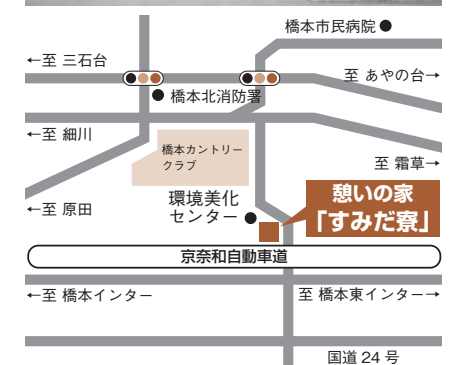 橋本市民病院
←至 三石台
至 あやの台→
橋本北消防署
←至 細川
橋本カントリー
クラブ
至 霜草→
環境美化
センター
憩いの家
「すみだ寮」
←至 原田
京奈和自動車道
←至 橋本インター
至 橋本東インター→
国道 24 号